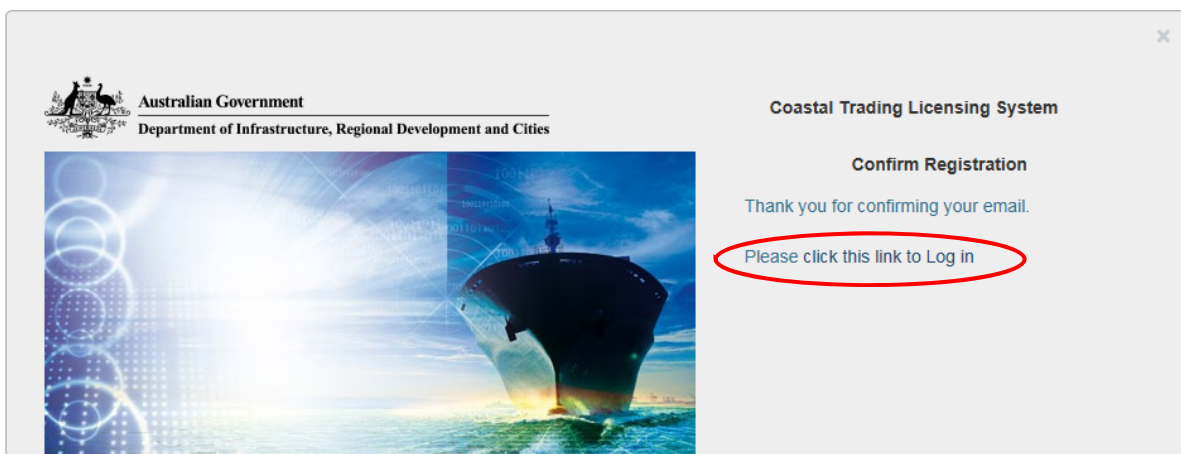 Australian Government
Department of Infrastructure, Regional Development and Cities
Coastal Trading Licensing System
Confirm Registration
Thank you for confirming your email.
Please click this link to Log in